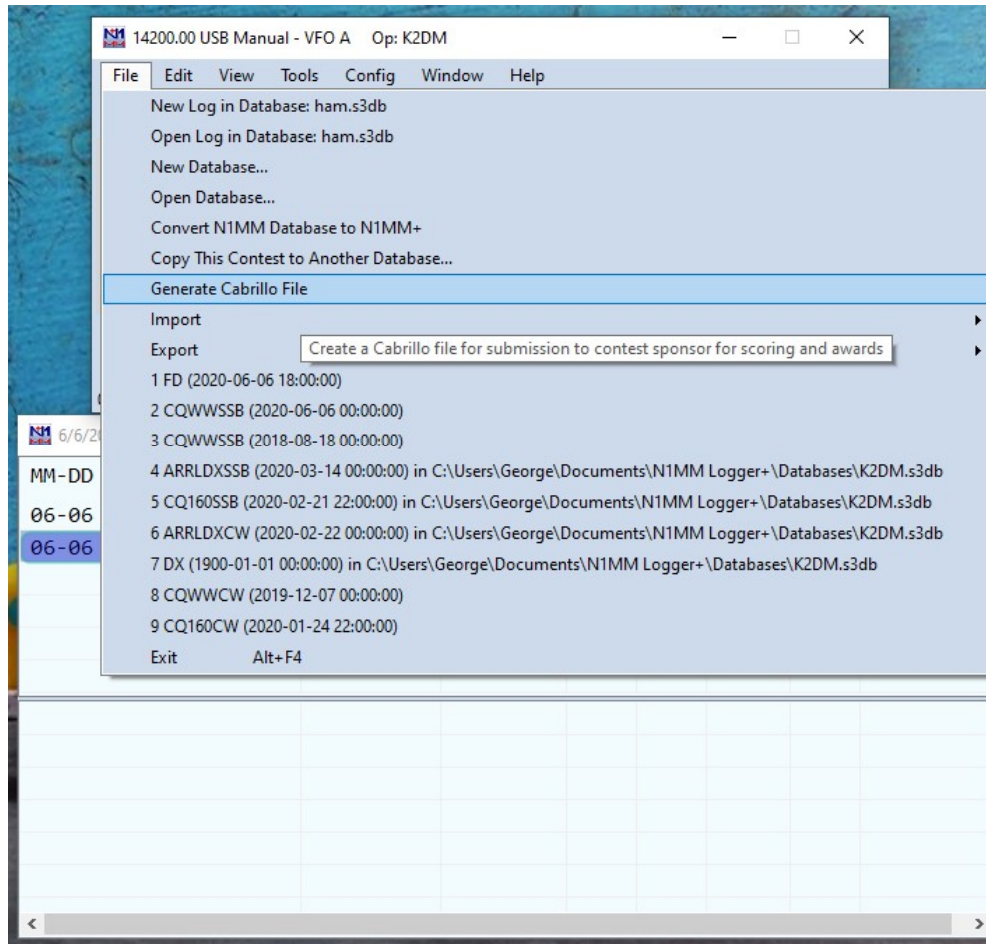 14200.00 USB Manual - VFO A Op: K2DM
File Edit View Tools Config Window Help
New Log in Database: ham.s3db
Open Log in Database: ham.s3db
New Database...
Open Database...
Convert N1MM Database to N1MM+
Copy This Contest to Another Database...
Generate Cabrillo File
Import
Export
Create a Cabrillo file for submission to contest sponsor for scoring and awards
1 FD (2020-06-06 18:00:00)
2 CQWWSSB (2020-06-06 00:00:00)
3 CQWWSSB (2018-08-18 00:00:00)
4 ARRLDXSSB (2020-03-14 00:00:00) in C:\Users\George\Documents\N1MM Logger+\Databases\K2DM.s3db
5 CQ160SSB (2020-02-21 22:00:00) in C:\Users\George\Documents\N1MM Logger+\Databases\K2DM.s3db
6 ARRLDXCW (2020-02-22 00:00:00) in C:\Users\George\Documents\N1MM Logger+\Databases\K2DM.s3db
7 DX (1900-01-01 00:00:00) in C:\Users\George\Documents\N1MM Logger+\Databases\K2DM.s3db
8 CQWWCW (2019-12-07 00:00:00)
9 CQ160CW (2020-01-24 22:00:00)
Exit Alt+F4
6/6/2
MM-DD
06-06
06-06